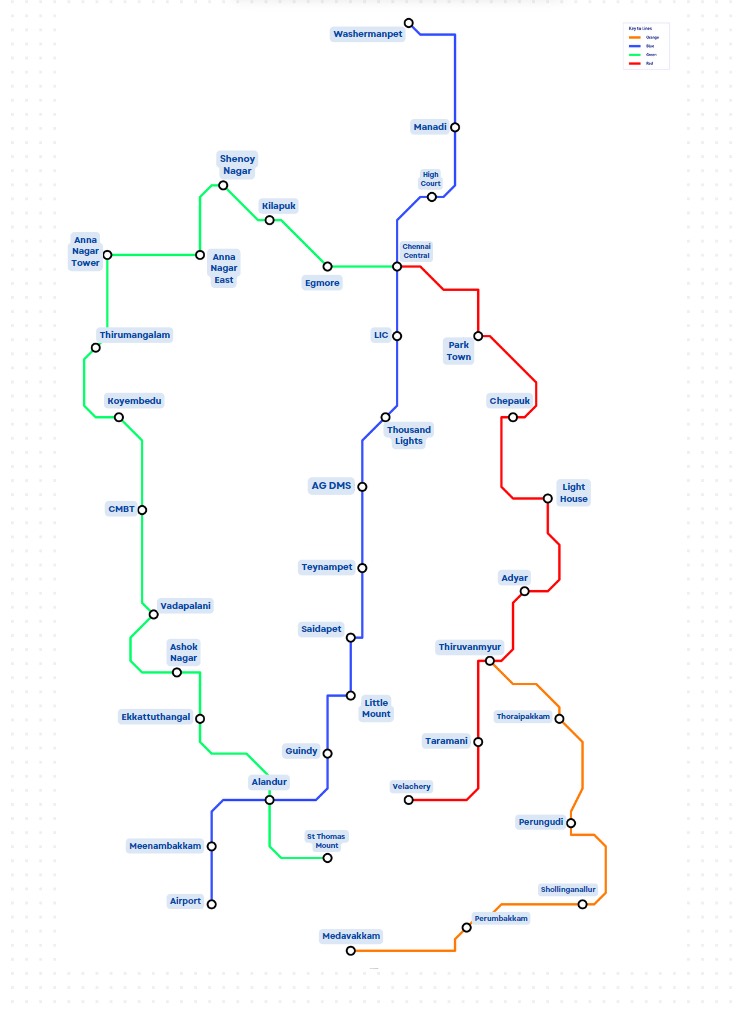 Washermanpet
Key to Lines
Orange
Blue
Green
Red
Manadi
Shenoy
Nagar
High
Court
Kilapuk
Anna
Nagar
Tower
Anna
Nagar
East
Egmore
Chennai
Central
Thirumangalam
LIC
Park
Town
Koyembedu
Chepauk
Thousand
Lights
AG DMS
Light
House
CMBT
Teynampet
Adyar
Vadapalani
Saidapet
Ashok
Nagar
Thiruvanmyur
Little
Mount
Ekkattuthangal
Thoraipakkam
Guindy
Taramani
Alandur
Velachery
St Thomas
Mount
Perungudi
Meenambakkam
Shollinganallur
Airport
Perumbakkam
Medavakkam